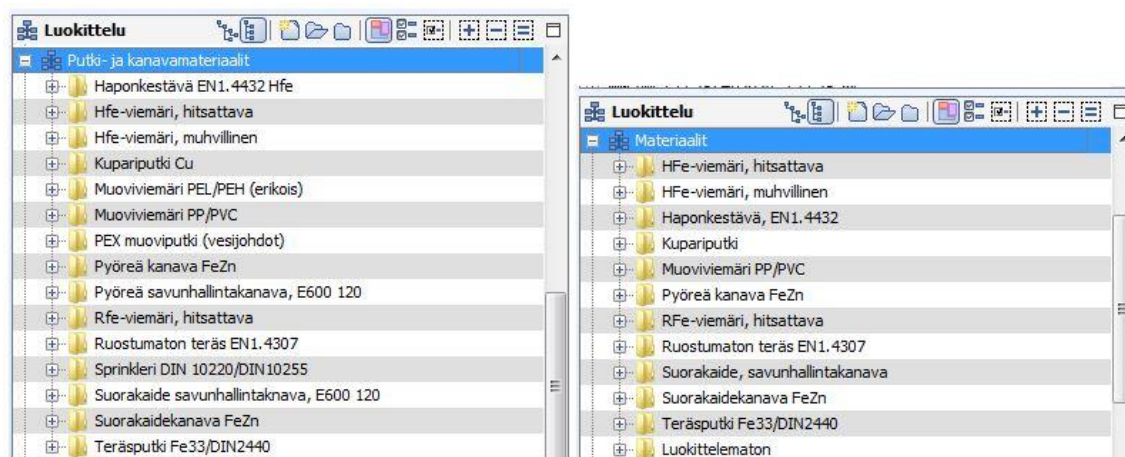 Luokittelu
Putki- ja kanavamateriaalit
Haponkestävä EN1.4432 Hfe
Hfe-viemäri, hitsattava
Hfe-viemäri, muhvillinen
Kupariputki Cu
Muoviviemäri PEL/PEH (erikois)
Muoviviemäri PP/PVC
PEX muoviputki (vesijohdot)
Pyöreä kanava FeZn
Pyöreä savunhallintakanava, E600 120
Rfe-viemäri, hitsattava
Ruostumaton teräs EN1.4307
Sprinkleri DIN 10220/DIN10255
Suorakaide savunhallintaknava, E600 120
Suorakaidekanava FeZn
Teräsputki Fe33/DIN2440
Luokittelu
Materiaalit
HFe-viemäri, hitsattava
HFe-viemäri, muhvillinen
Haponkestävä, EN1.4432
Kupariputki
Muoviviemäri PP/PVC
Pyöreä kanava FeZn
RFe-viemäri, hitsattava
Ruostumaton teräs EN1.4307
Suorakaide, savunhallintakanava
Suorakaidekanava FeZn
Teräsputki Fe33/DIN2440
Luokittelematon